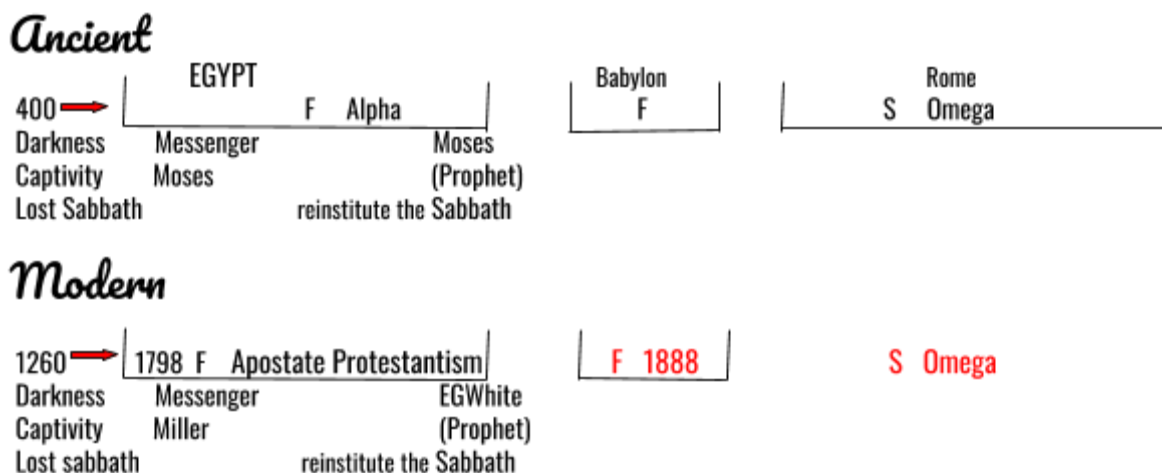 Ancient
EGYPT Babylon Rome
400 F Alpha F S Omega
Darkness Messenger Moses
Captivity Moses (Prophet)
Lost Sabbath reinstitute the Sabbath
Modern
1260 1798 F Apostate Protestantism F 1888 S Omega
Darkness Messenger EGWhite
Captivity Miller (Prophet)
Lost sabbath reinstitute the Sabbath